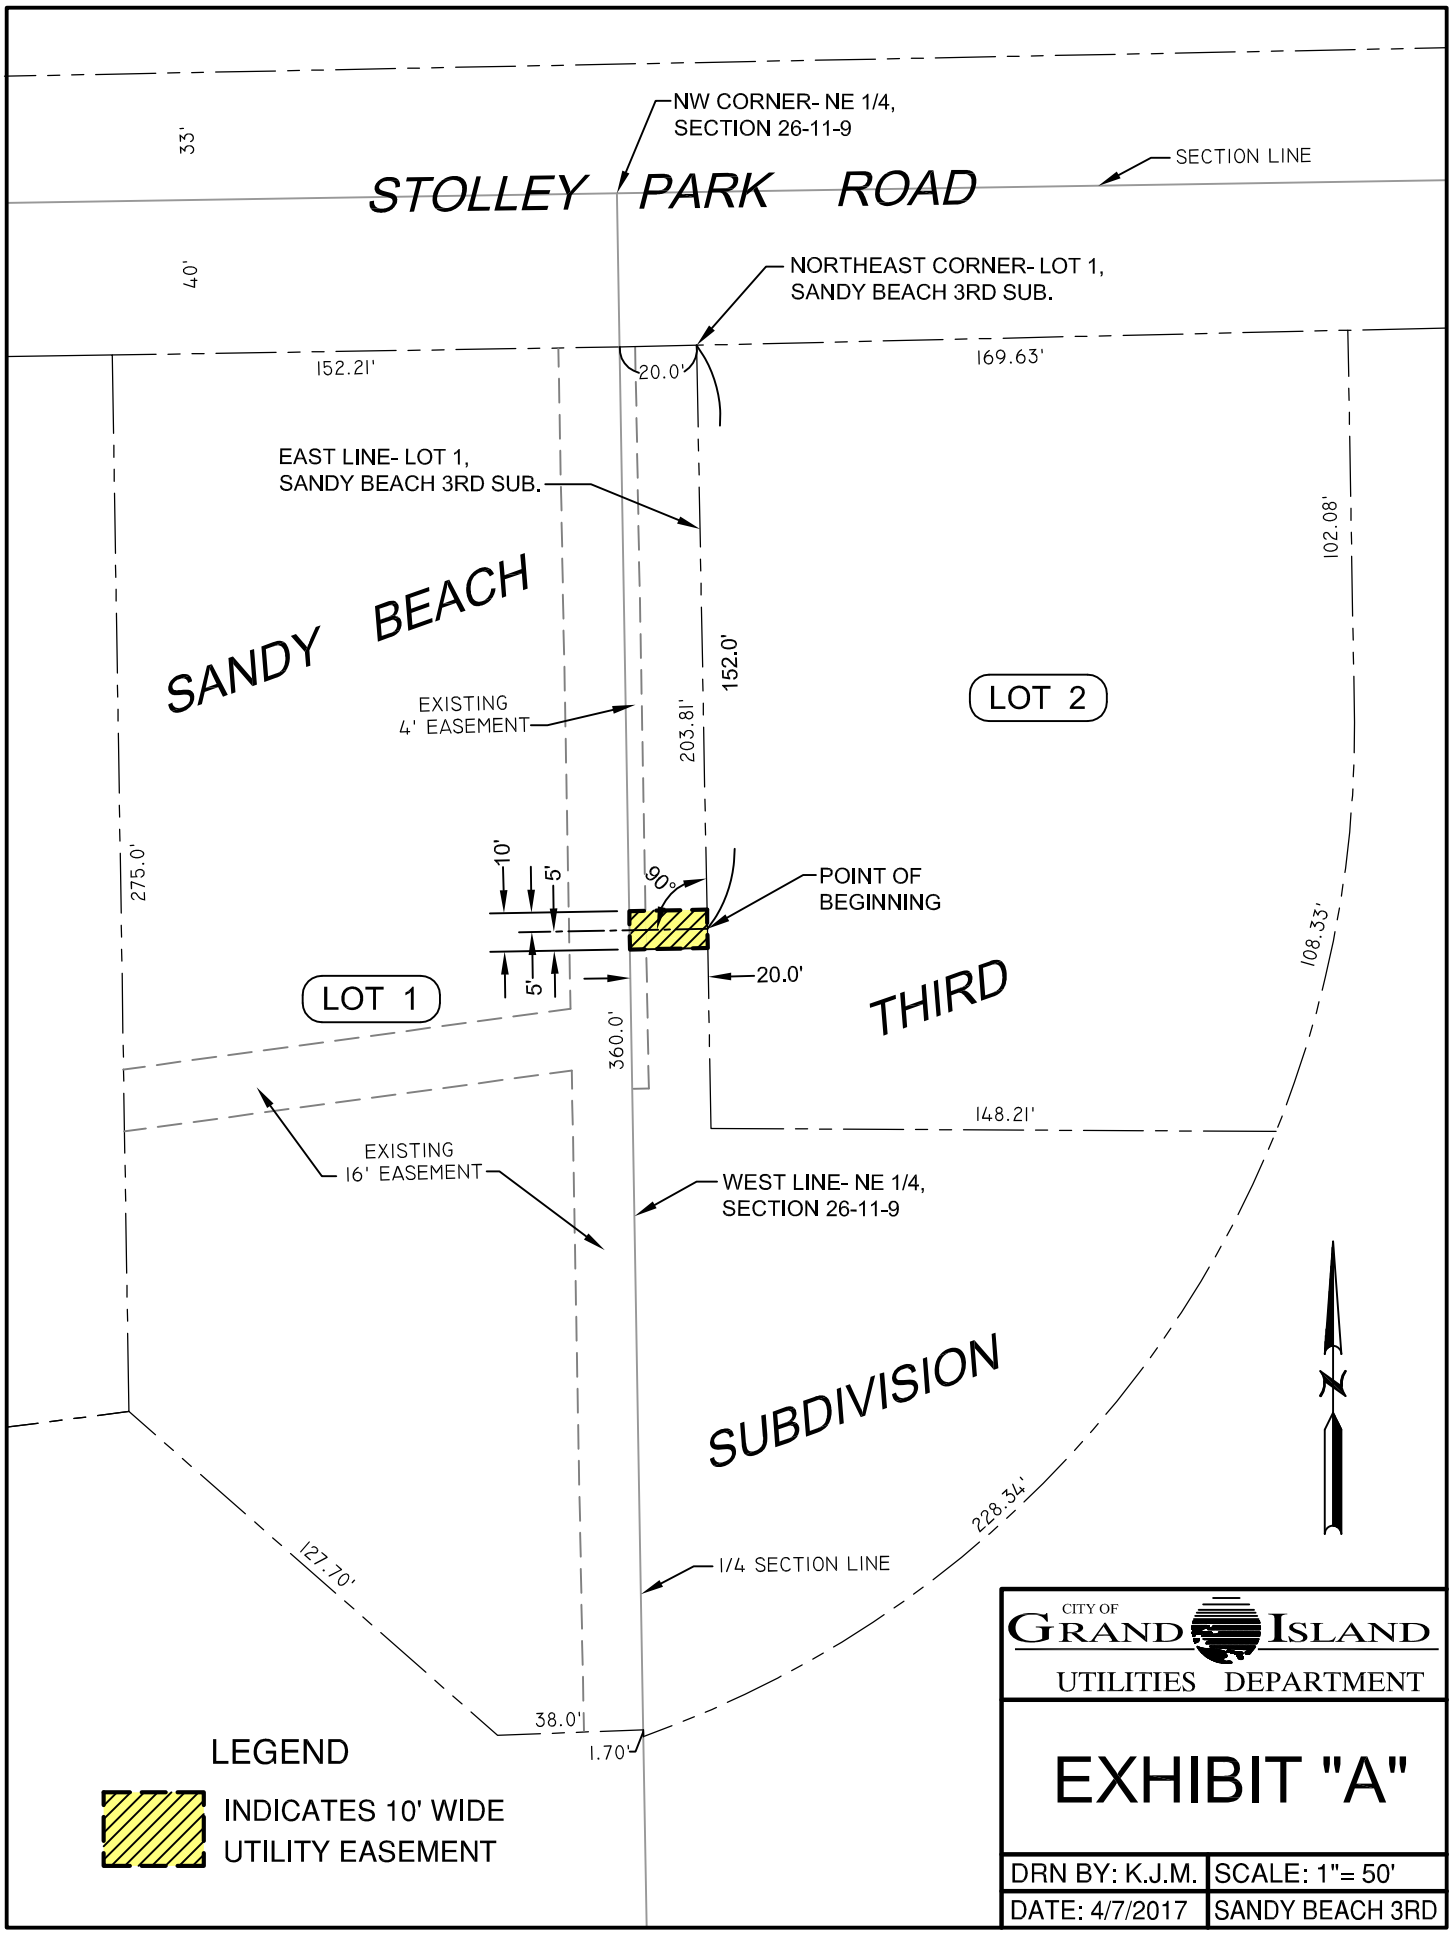 NW CORNER- NE 1/4,
SECTION 26-11-9
33'
SECTION LINE
STOLLEY PARK ROAD
40'
NORTHEAST CORNER- LOT 1,
SANDY BEACH 3RD SUB.
152.21'
20.0'
169.63'
EAST LINE- LOT 1,
SANDY BEACH 3RD SUB.
102.08'
SANDY BEACH
152.0'
203.81'
EXISTING
4' EASEMENT
LOT 2
275.0'
10'
5'
90°
POINT OF
BEGINNING
108.33'
5'
20.0'
LOT 1
THIRD
360.0'
148.21'
EXISTING
16' EASEMENT
WEST LINE- NE 1/4,
SECTION 26-11-9
N
SUBDIVISION
228.34'
127.70'
1/4 SECTION LINE
38.0'
1.70'
LEGEND
INDICATES 10' WIDE
UTILITY EASEMENT
CITY OF
GRAND ISLAND
UTILITIES DEPARTMENT
EXHIBIT "A"
DRN BY: K.J.M.
SCALE: 1"= 50'
DATE: 4/7/2017
SANDY BEACH 3RD